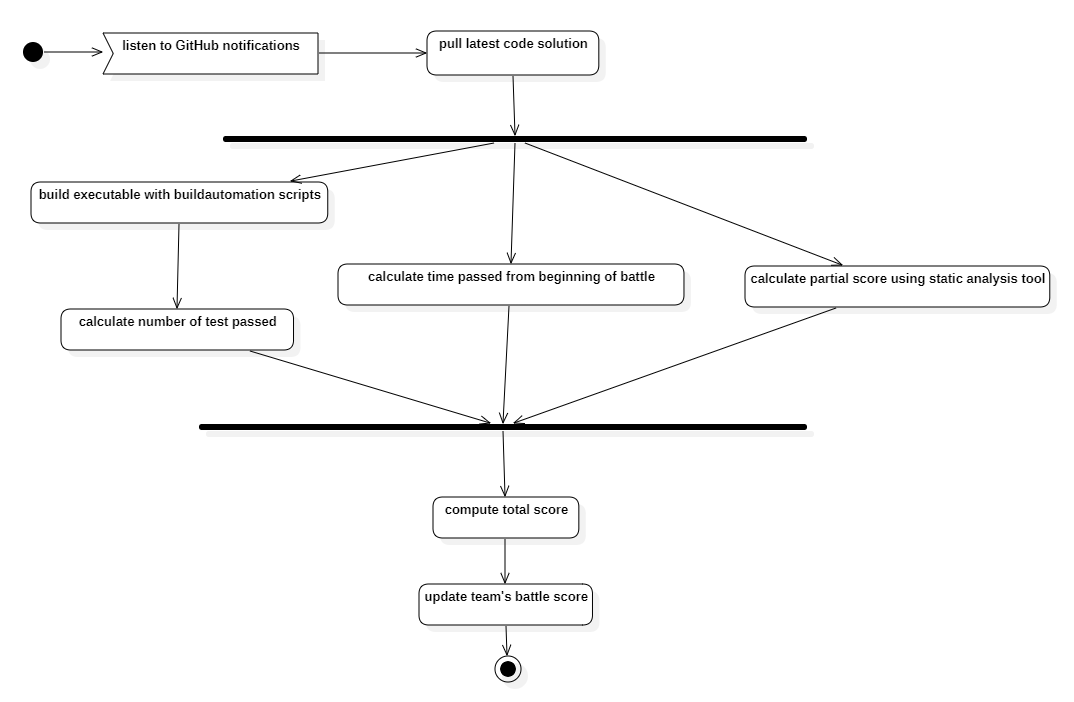 listen to GitHub notifications
pull latest code solution
build executable with buildautomation scripts
calculate time passed from beginning of battle
calculate partial score using static analysis tool
calculate number of test passed
compute total score
update team's battle score